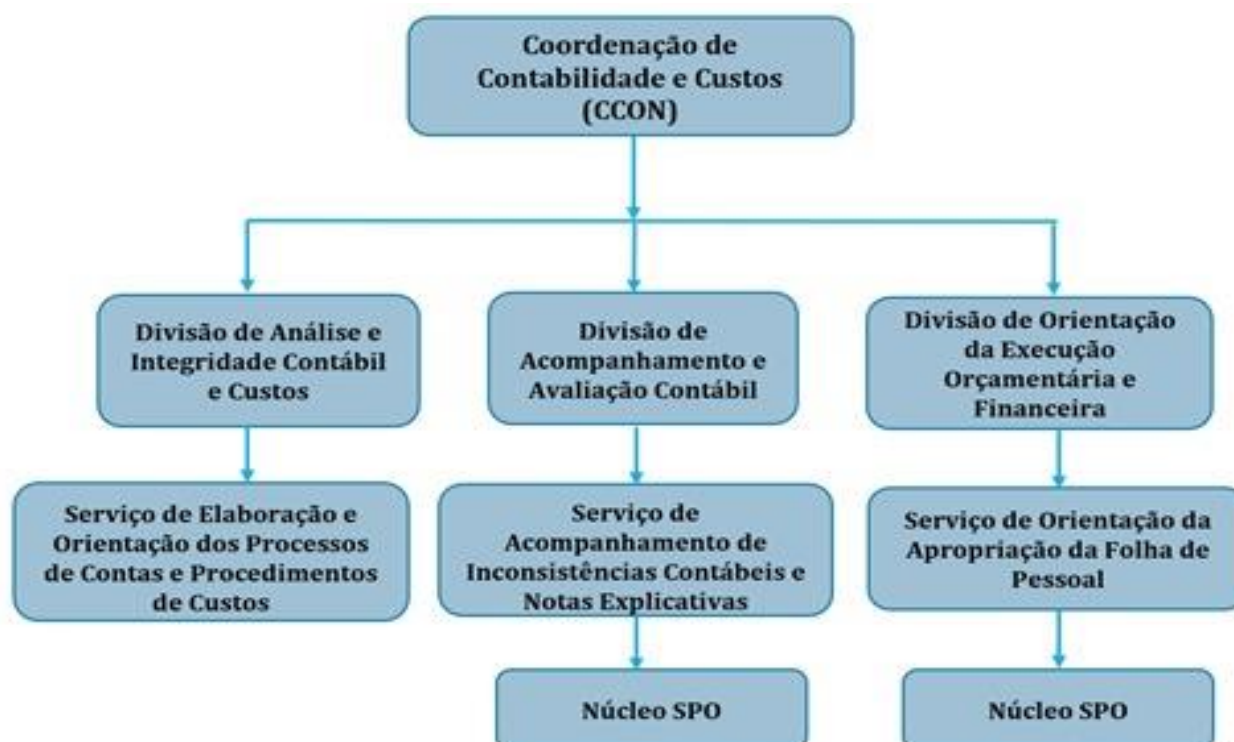 Coordenação de
Contabilidade e Custos
(CCON)
Divisão de Análise e
Integridade Contábil
e Custos
Divisão de
Acompanhamento e
Avaliação Contábil
Divisão de Orientação
da Execução
Orçamentária e
Financeira
Serviço de Elaboração e
Orientação dos Processos
de Contas e Procedimentos
de Custos
Serviço de
Acompanhamento de
Inconsistências Contábeis e
Notas Explicativas
Serviço de Orientação da
Apropriação da Folha de
Pessoal
Núcleo SPO
Núcleo SPO